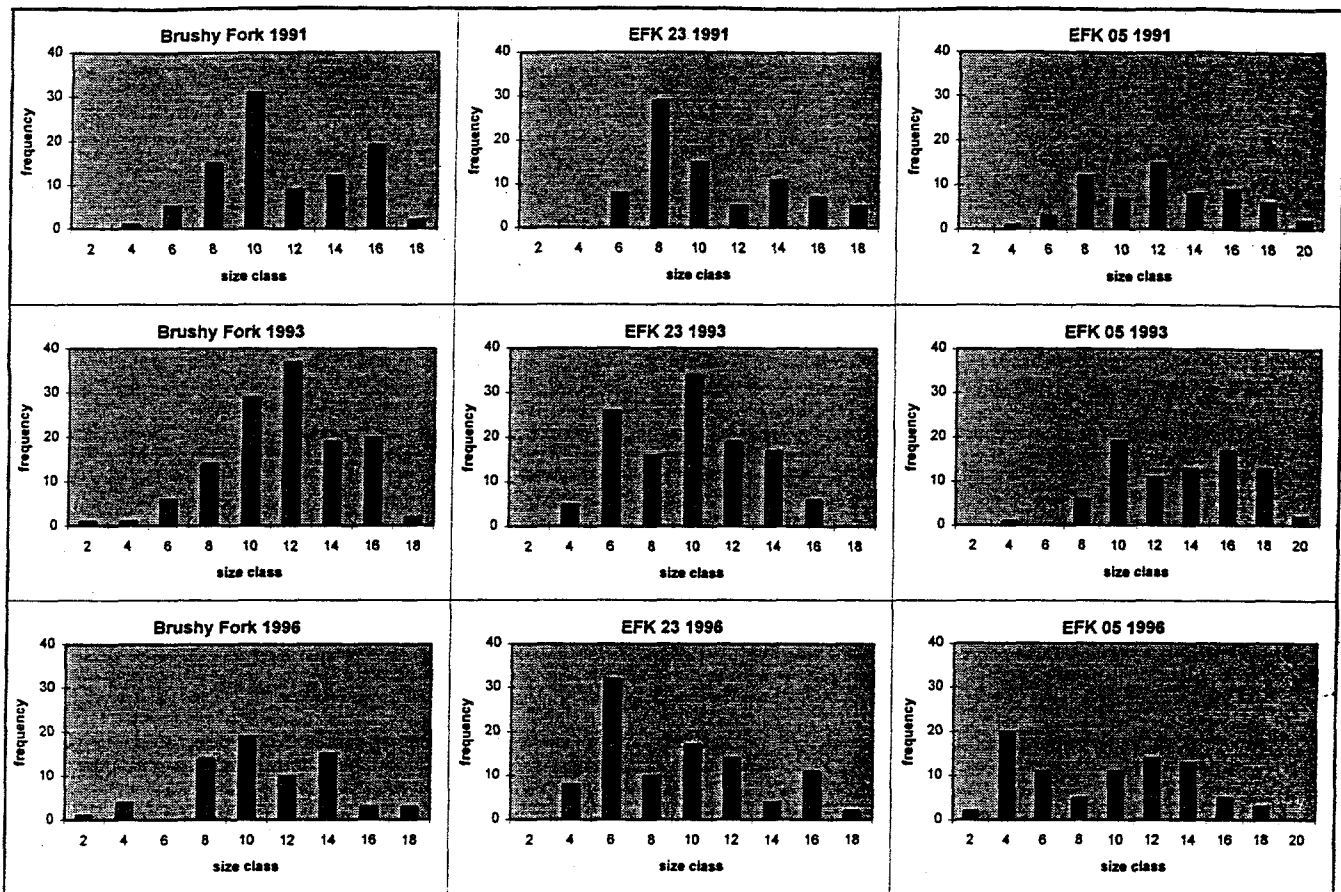 Brushy Fork 1991
40
30
20
10
0
frequency
2 4 6 8 10 12 14 16 18
size class
EFK 23 1991
40
30
20
10
0
frequency
2 4 6 8 10 12 14 16 18
size class
EFK 05 1991
40
30
20
10
0
frequency
2 4 6 8 10 12 14 16 18 20
size class
Brushy Fork 1993
40
30
20
10
0
frequency
2 4 6 8 10 12 14 16 18
size class
EFK 23 1993
40
30
20
10
0
frequency
2 4 6 8 10 12 14 16 18
size class
EFK 05 1993
40
30
20
10
0
frequency
2 4 6 8 10 12 14 16 18 20
size class
Brushy Fork 1996
40
30
20
10
0
frequency
2 4 6 8 10 12 14 16 18
size class
EFK 23 1996
40
30
20
10
0
frequency
2 4 6 8 10 12 14 16 18
size class
EFK 05 1996
40
30
20
10
0
frequency
2 4 6 8 10 12 14 16 18 20
size class